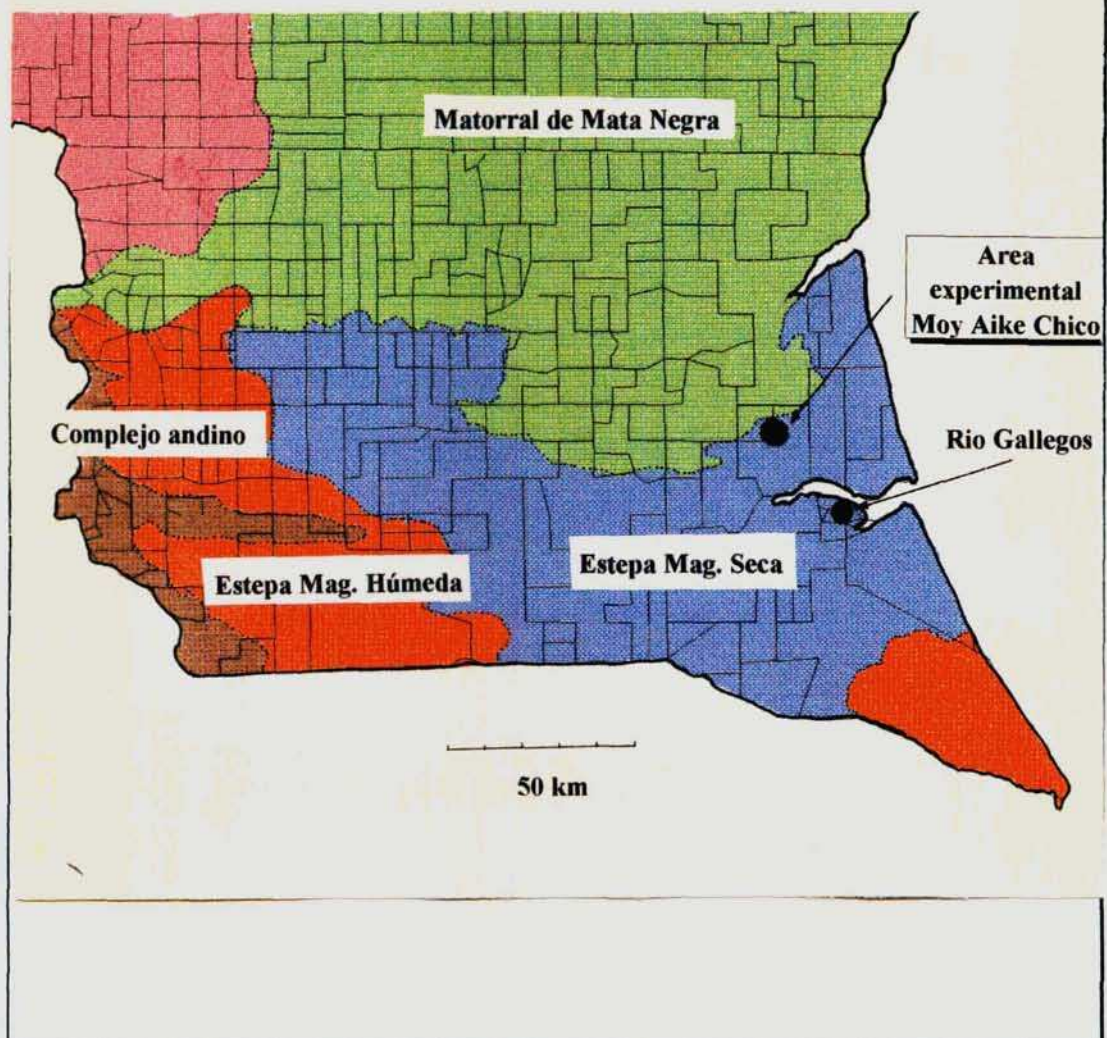 Matorral de Mata Negra
Area
experimental
Moy Aike Chico
Complejo andino
Rio Gallegos
Estepa Mag. Húmeda
Estepa Mag. Seca
50 km